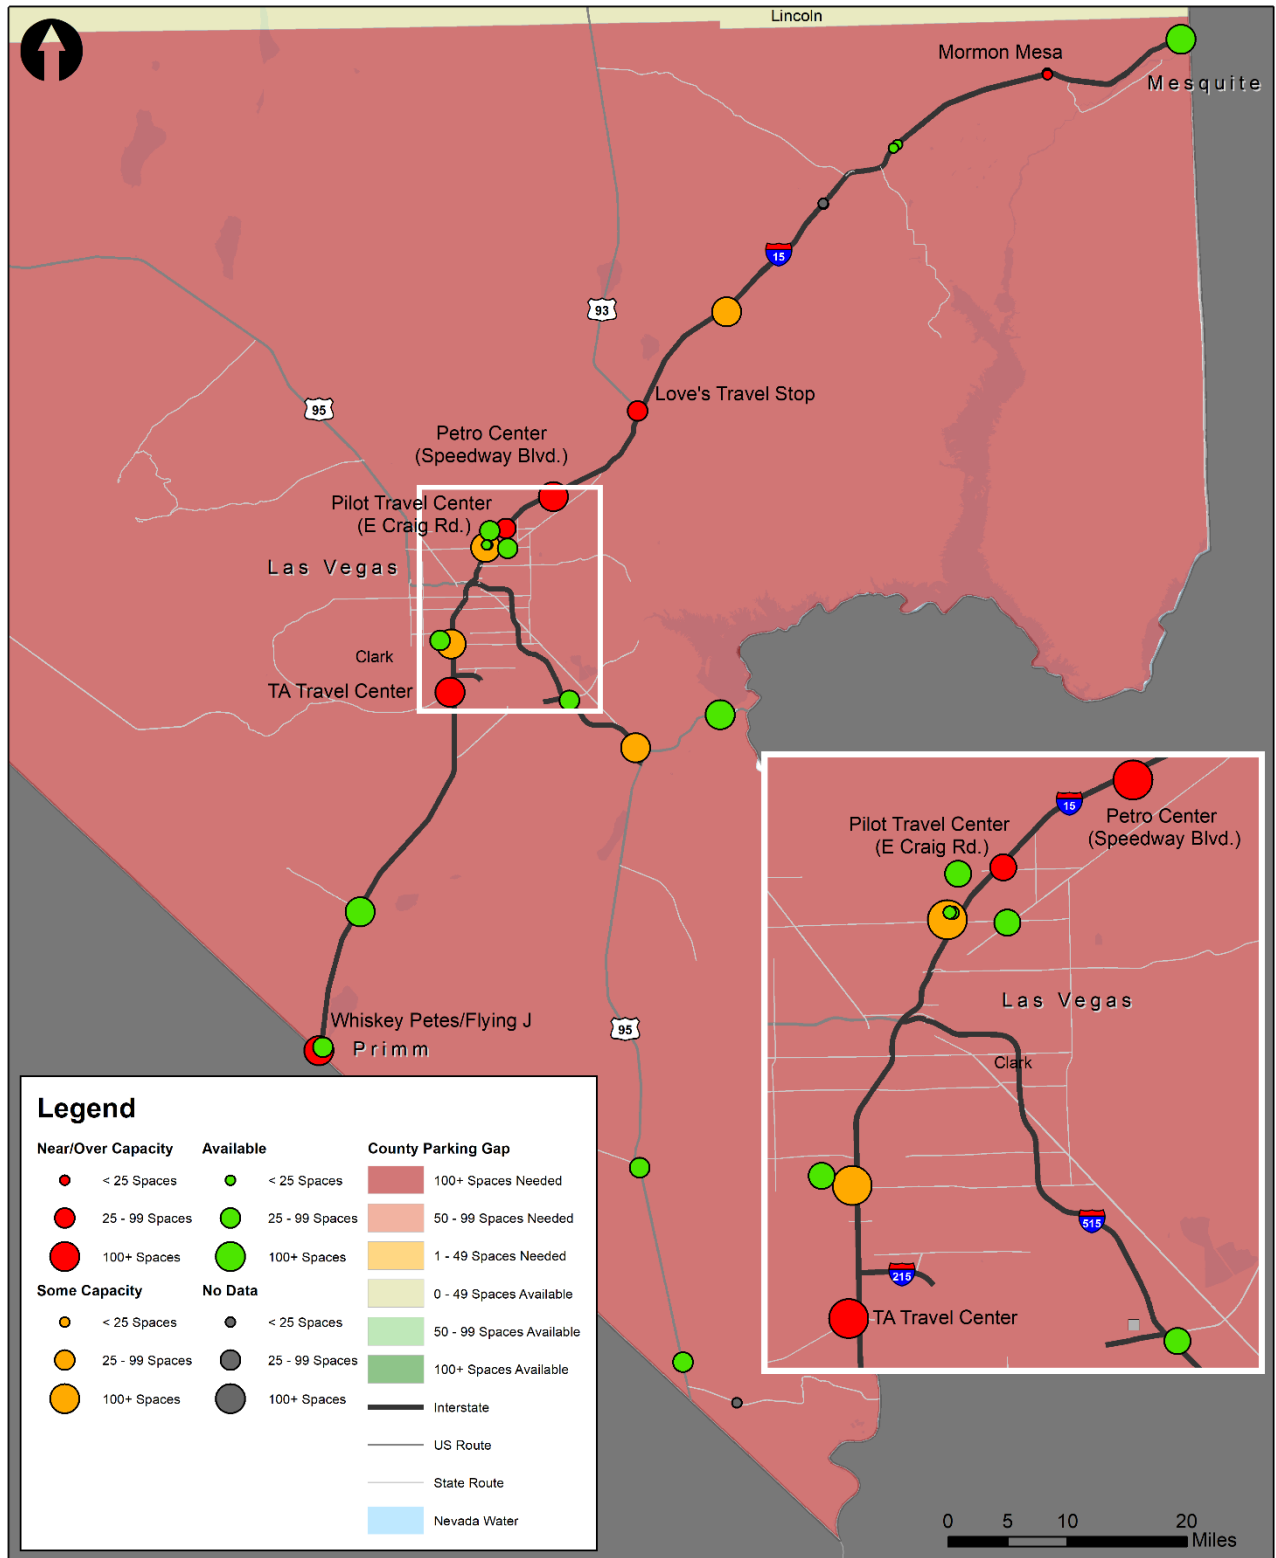 Lincoln
Mormon Mesa
Mesquite
15
93
Love's Travel Stop
95
Petro Center
(Speedway Blvd.)
Pilot Travel Center
(E Craig Rd.)
Las Vegas
Clark
TA Travel Center
15
Petro Center
(Speedway Blvd.)
Pilot Travel Center
(E Craig Rd.)
Las Vegas
Clark
515
215
TA Travel Center
Whiskey Petes/Flying J
Primm
95
Legend
Near/Over Capacity
< 25 Spaces
25 - 99 Spaces
100+ Spaces
Some Capacity
< 25 Spaces
25 - 99 Spaces
100+ Spaces
Available
< 25 Spaces
25 - 99 Spaces
100+ Spaces
No Data
< 25 Spaces
25 - 99 Spaces
100+ Spaces
County Parking Gap
100+ Spaces Needed
50 - 99 Spaces Needed
1 - 49 Spaces Needed
0 - 49 Spaces Available
50 - 99 Spaces Available
100+ Spaces Available
Interstate
US Route
State Route
Nevada Water
0 5 10 20
Miles